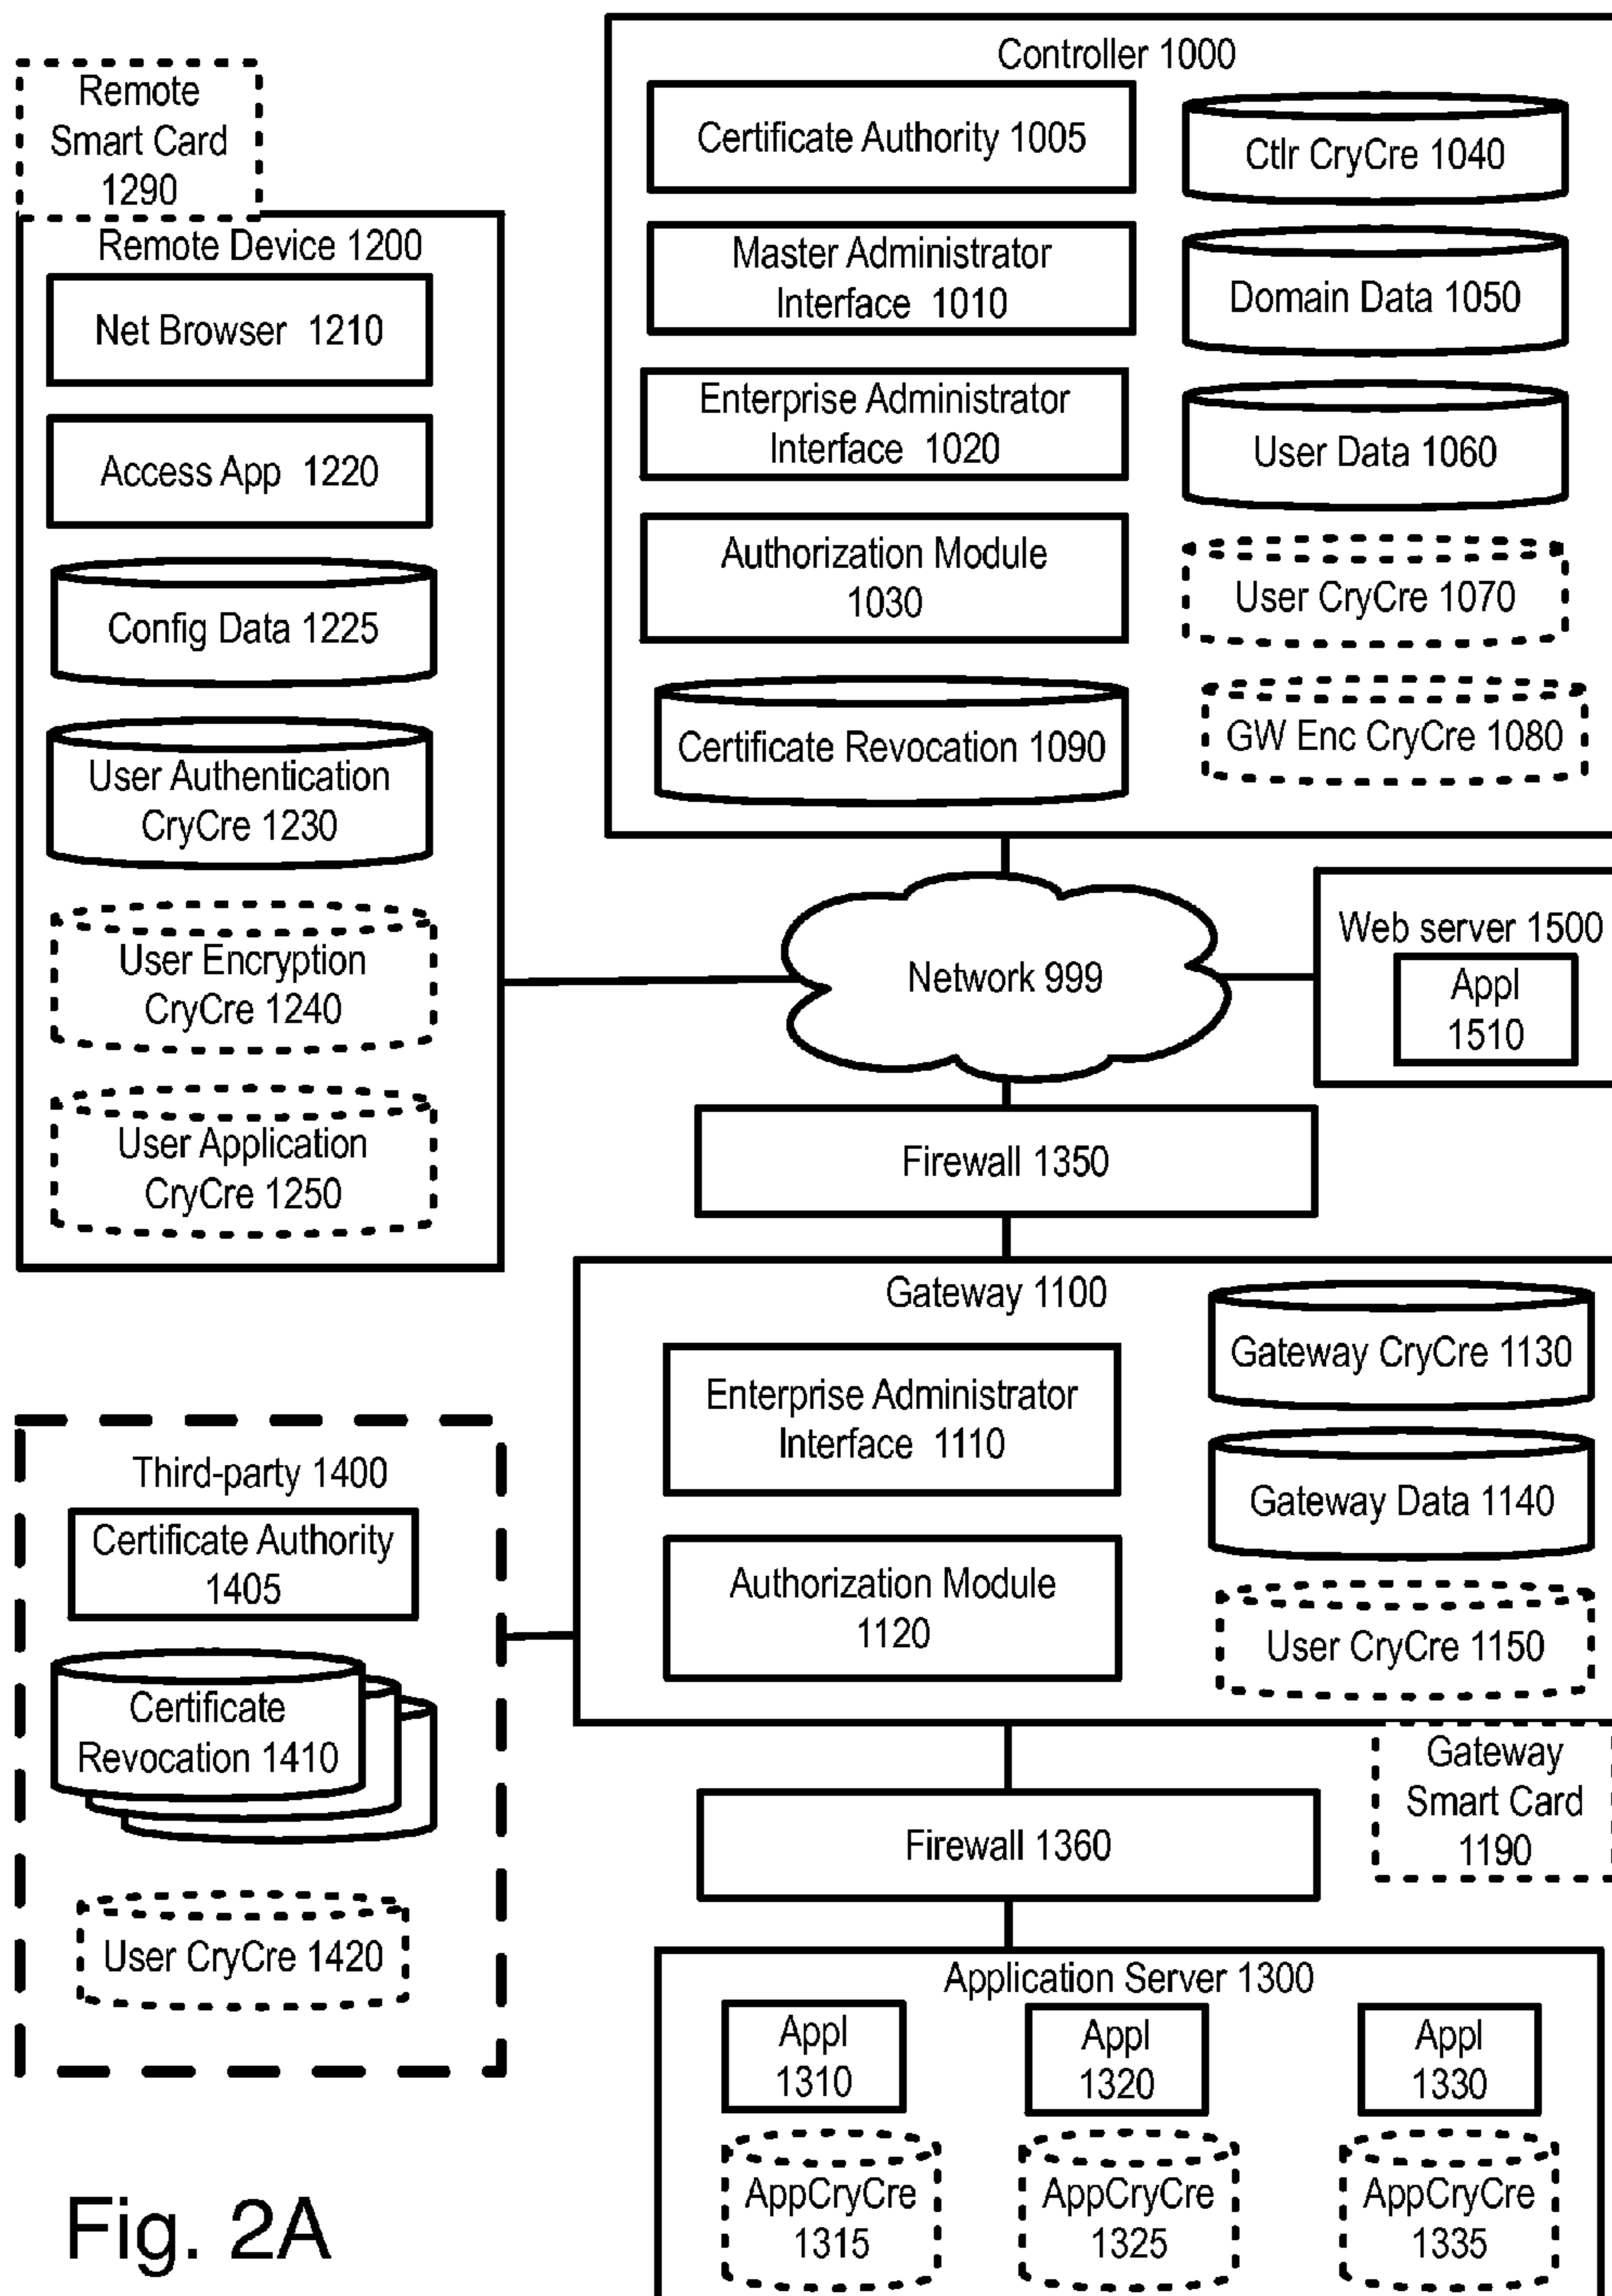 Remote
Smart Card
1290
Remote Device 1200
Net Browser 1210
Access App 1220
Config Data 1225
User Authentication
CryCre 1230
User Encryption
CryCre 1240
User Application
CryCre 1250
Controller 1000
Certificate Authority 1005
Master Administrator
Interface 1010
Enterprise Administrator
Interface 1020
Authorization Module
1030
Certificate Revocation 1090
Ctlr CryCre 1040
Domain Data 1050
User Data 1060
User CryCre 1070
GW Enc CryCre 1080
Network 999
Web server 1500
Appl
1510
Firewall 1350
Gateway 1100
Enterprise Administrator
Interface 1110
Authorization Module
1120
Gateway CryCre 1130
Gateway Data 1140
User CryCre 1150
Gateway
Smart Card
1190
Third-party 1400
Certificate Authority
1405
Certificate
Revocation 1410
User CryCre 1420
Firewall 1360
Application Server 1300
Appl
1310
Appl
1320
Appl
1330
AppCryCre
1315
AppCryCre
1325
AppCryCre
1335
Fig. 2A